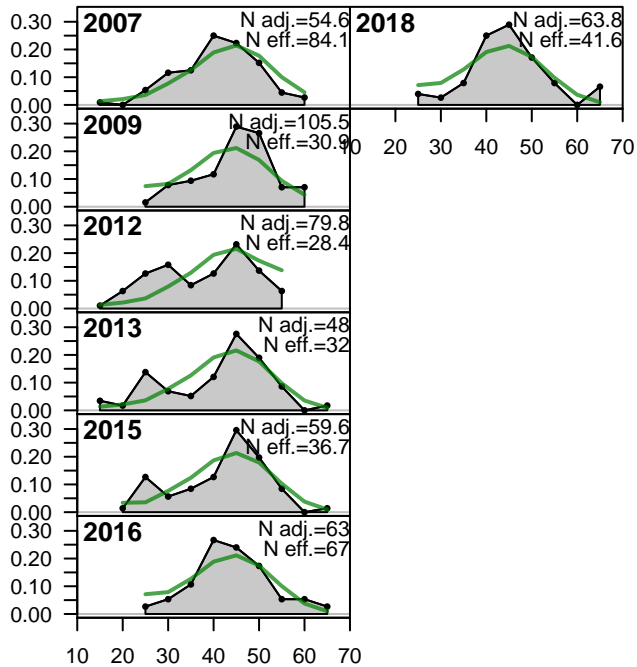 0.30
0.20
0.10
0.00
2007
N adj.=54.6
N eff.=84.1
2018
N adj.=63.8
N eff.=41.6
10 20 30 40 50 60 70
0.30
0.20
0.10
0.00
2009
N adj.=105.5
N eff.=30.9
0.30
0.20
0.10
0.00
2012
N adj.=79.8
N eff.=28.4
0.30
0.20
0.10
0.00
2013
N adj.=48
N eff.=32
0.30
0.20
0.10
0.00
2015
N adj.=59.6
N eff.=36.7
0.30
0.20
0.10
0.00
2016
N adj.=63
N eff.=67
10 20 30 40 50 60 70